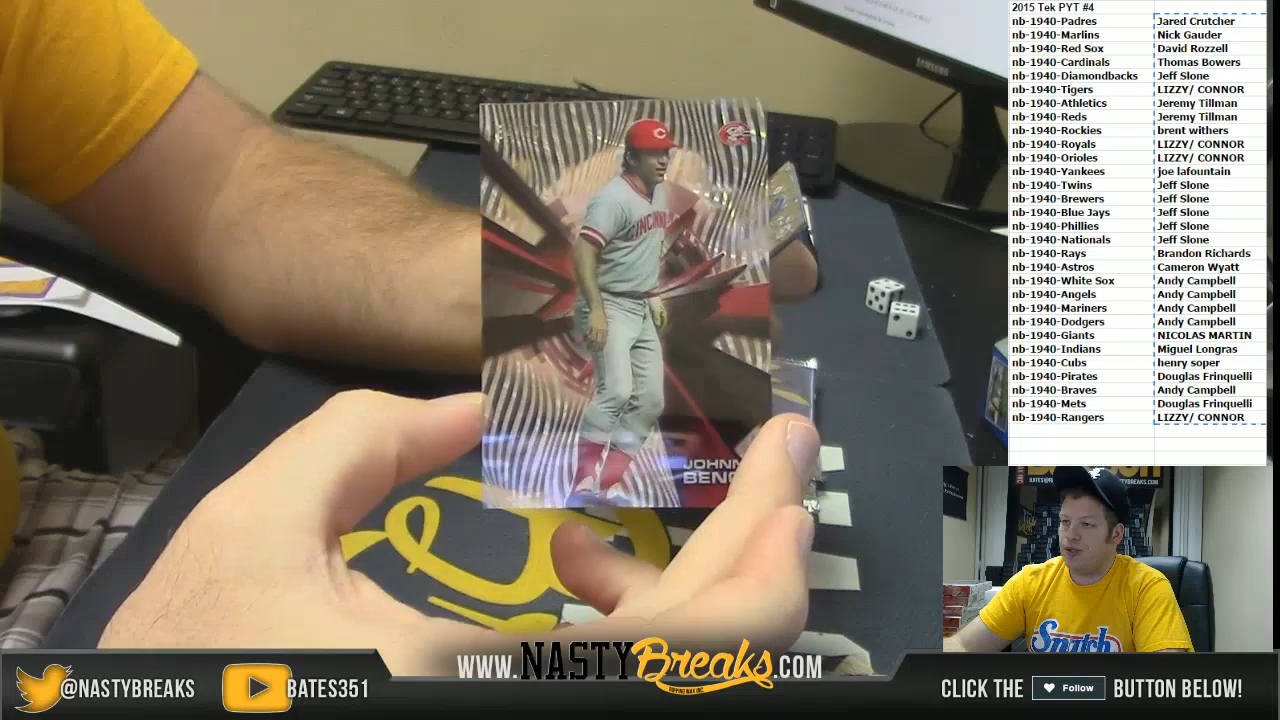 2015 Tek PYT #4
nb-1940-Padres Jared Crutcher
nb-1940-Marlins Nick Gauder
nb-1940-Red Sox David Rozzell
nb-1940-Cardinals Thomas Bowers
nb-1940-Diamondbacks Jeff Slone
nb-1940-Tigers LIZZY/ CONNOR
nb-1940-Athletics Jeremy Tillman
nb-1940-Reds Jeremy Tillman
nb-1940-Rockies brent withers
nb-1940-Royals LIZZY/ CONNOR
nb-1940-Orioles LIZZY/ CONNOR
nb-1940-Yankees joe lafountain
nb-1940-Twins Jeff Slone
nb-1940-Brewers Jeff Slone
nb-1940-Blue Jays Jeff Slone
nb-1940-Phillies Jeff Slone
nb-1940-Nationals Jeff Slone
nb-1940-Rays Brandon Richards
nb-1940-Astros Cameron Wyatt
nb-1940-White Sox Andy Campbell
nb-1940-Angels Andy Campbell
nb-1940-Mariners Andy Campbell
nb-1940-Dodgers Andy Campbell
nb-1940-Giants NICOLAS MARTIN
nb-1940-Indians Miguel Longras
nb-1940-Cubs henry soper
nb-1940-Pirates Douglas Frinquelli
nb-1940-Braves Andy Campbell
nb-1940-Mets Douglas Frinquelli
nb-1940-Rangers LIZZY/ CONNOR
SAMSUNG
C
CINCINN
JOHNN
BENC
Snatch
@NASTYBREAKS
BATES351
WWW.NASTYBreaks.COM
RIPPING WAX INC.
CLICK THE Follow BUTTON BELOW!